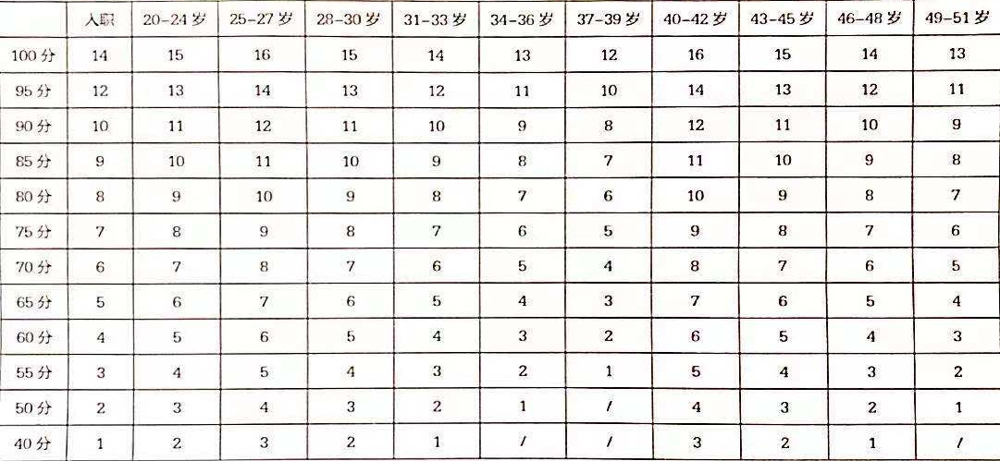 入职 20-24岁 25-27岁 28-30岁 31-33岁 34-36岁 37-39岁 40-42岁 43-45岁 46-48岁 49-51岁
100分 14 15 16 15 14 13 12 16 15 14 13
95分 12 13 14 13 12 11 10 14 13 12 11
90分 10 11 12 11 10 9 8 12 11 10 9
85分 9 10 11 10 9 8 7 11 10 9 8
80分 8 9 10 9 8 7 6 10 9 8 7
75分 7 8 9 8 7 6 5 9 8 7 6
70分 6 7 8 7 6 5 4 8 7 6 5
65分 5 6 7 6 5 4 3 7 6 5 4
60分 4 5 6 5 4 3 2 6 5 4 3
55分 3 4 5 4 3 2 1 5 4 3 2
50分 2 3 4 3 2 1 / 4 3 2 1
40分 1 2 3 2 1 / / 3 2 1 /